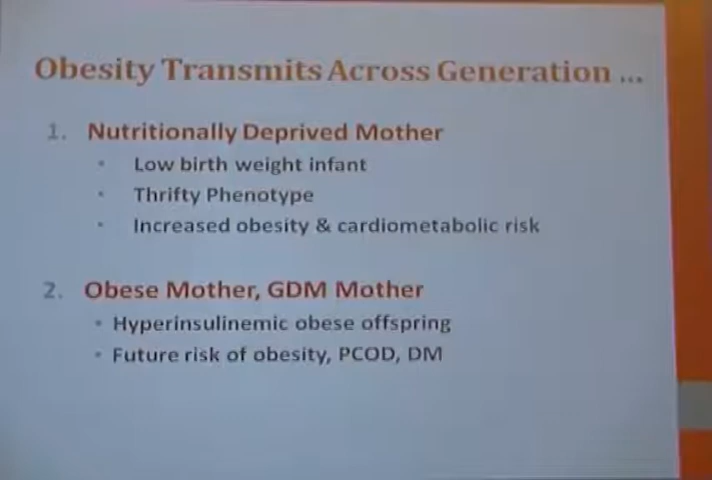 Obesity Transmits Across Generation ...
1. Nutritionally Deprived Mother
• Low birth weight infant
• Thrifty Phenotype
• Increased obesity & cardiometabolic risk
2. Obese Mother, GDM Mother
• Hyperinsulinemic obese offspring
• Future risk of obesity, PCOD, DM